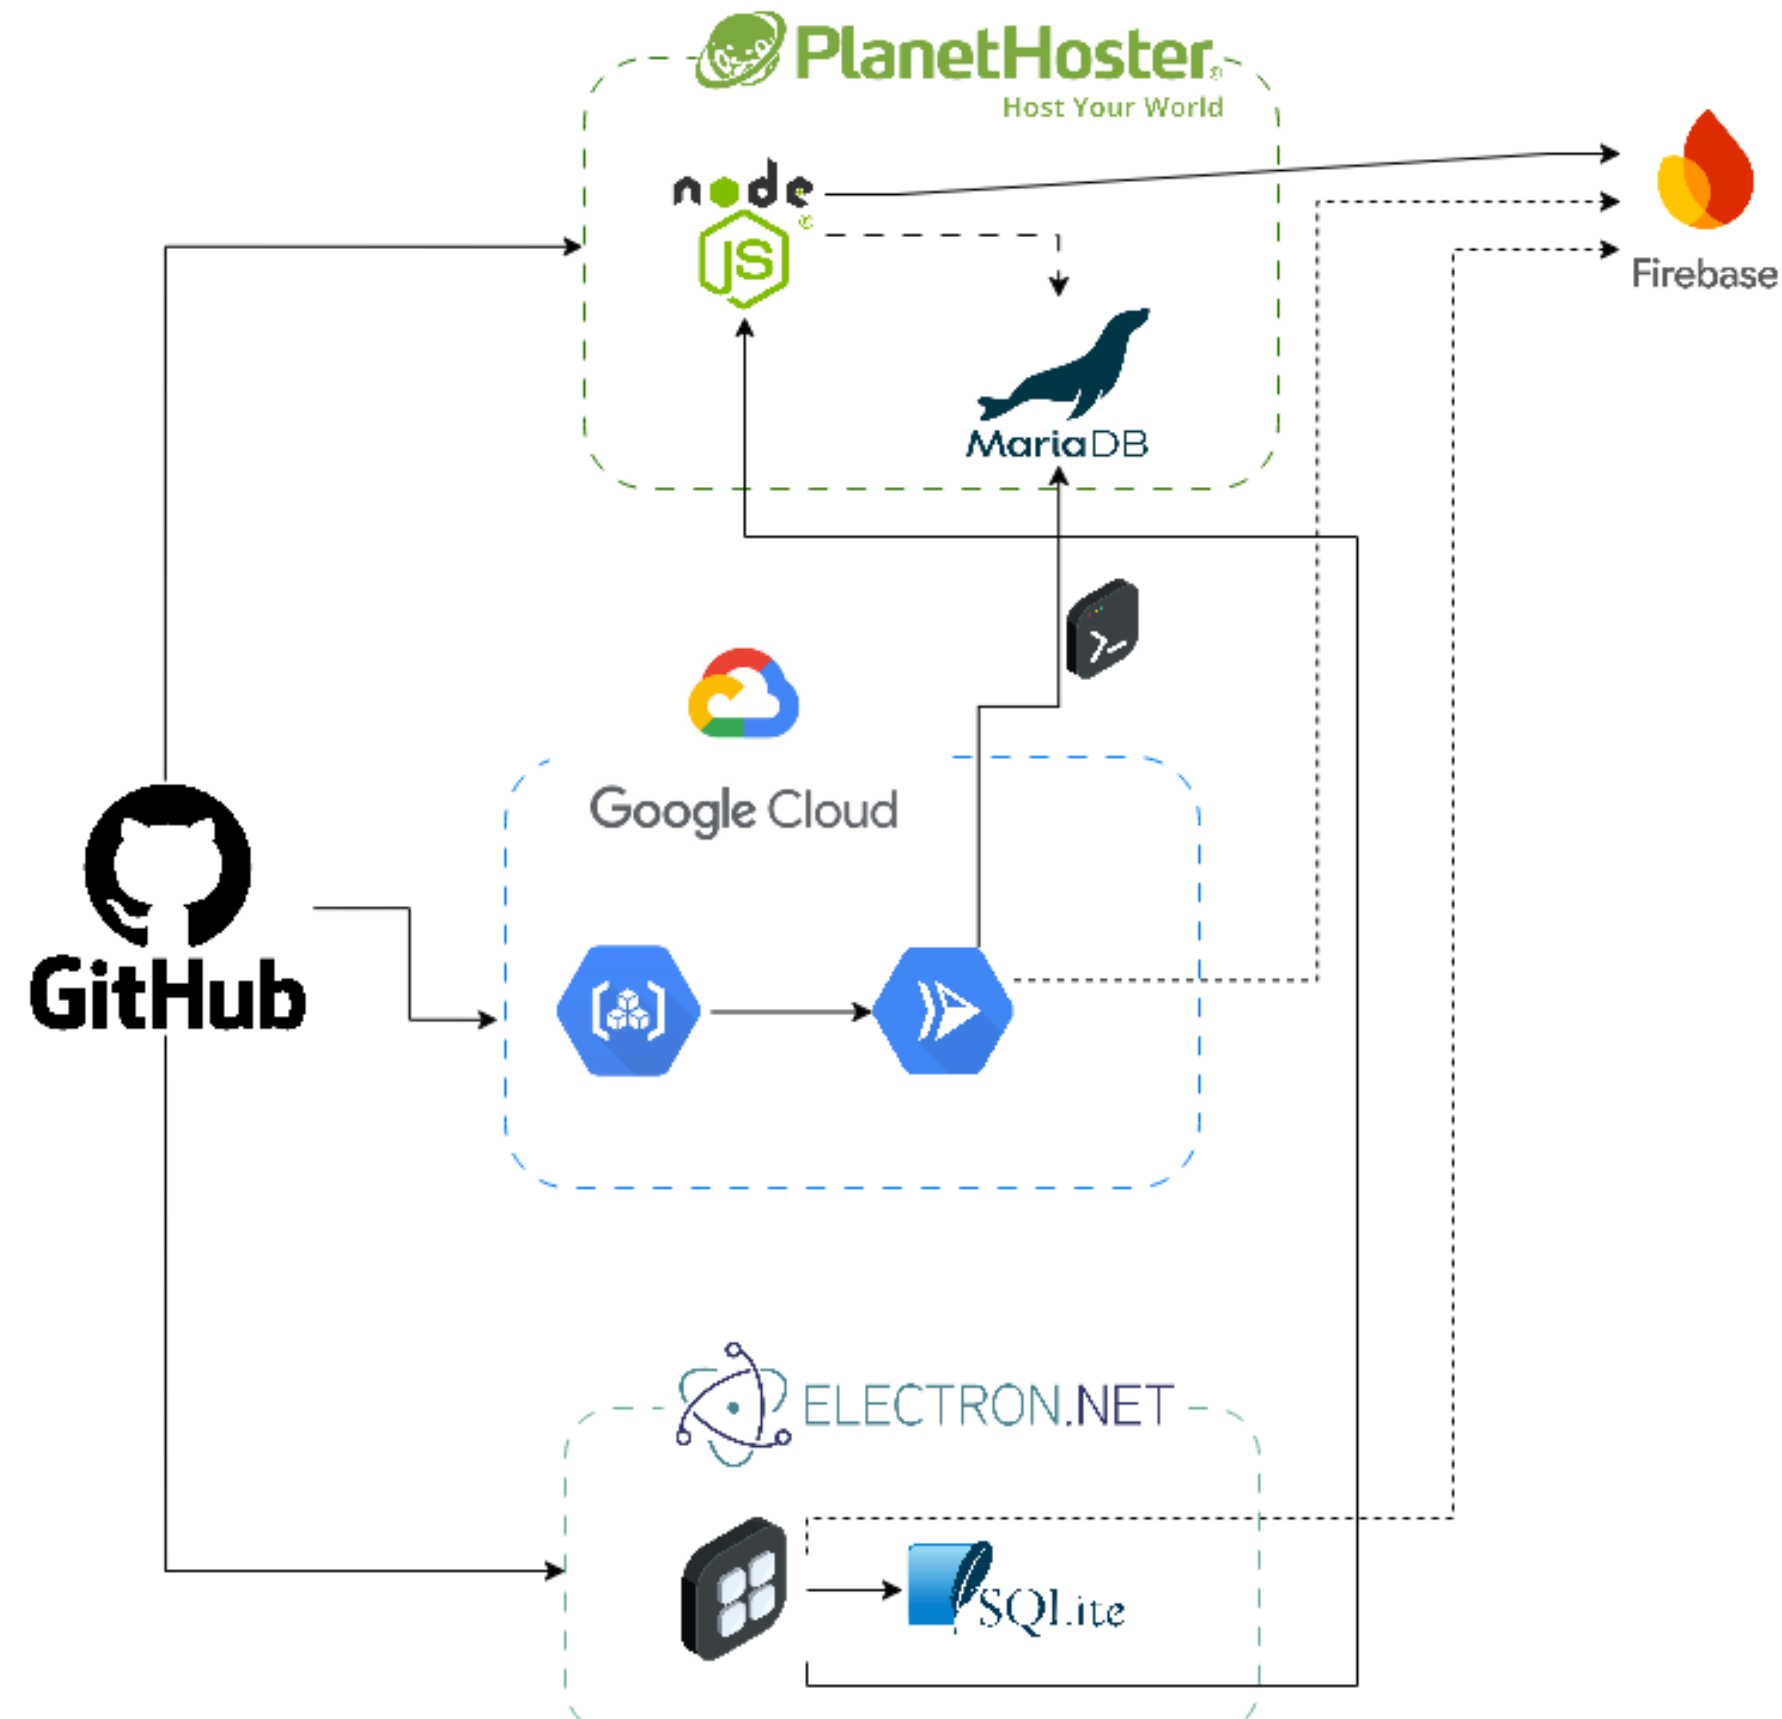 PlanetHoster®
Host Your World
node®
JS
Firebase
MariaDB
Google Cloud
GitHub
ELECTRON.NET
SQLite